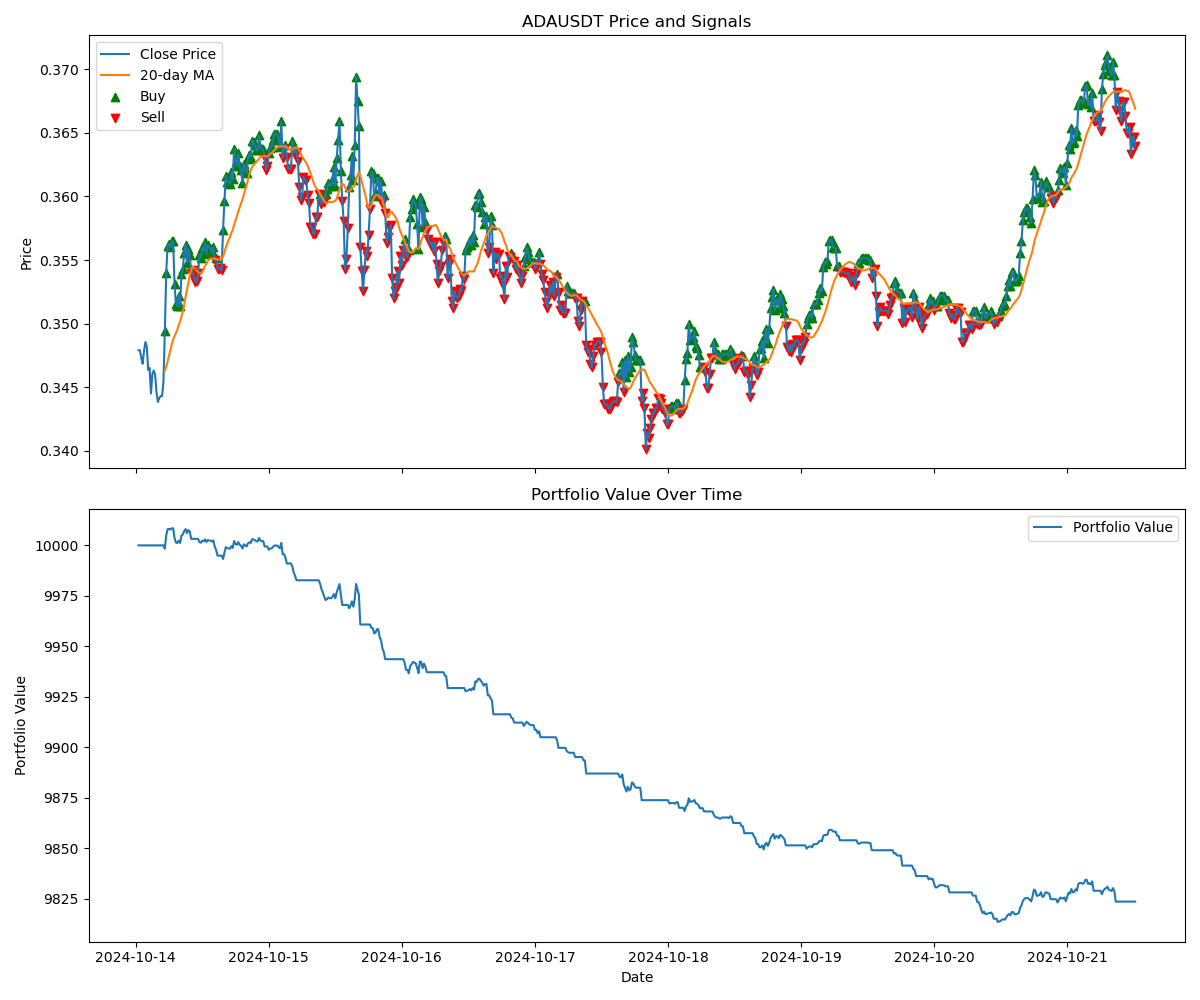 ADAUSDT Price and Signals
Close Price
20-day MA
Buy
Sell
Price
0.370
0.365
0.360
0.355
0.350
0.345
0.340
Portfolio Value Over Time
Portfolio Value
Portfolio Value
10000
9975
9950
9925
9900
9875
9850
9825
2024-10-14 2024-10-15 2024-10-16 2024-10-17 2024-10-18 2024-10-19 2024-10-20 2024-10-21
Date